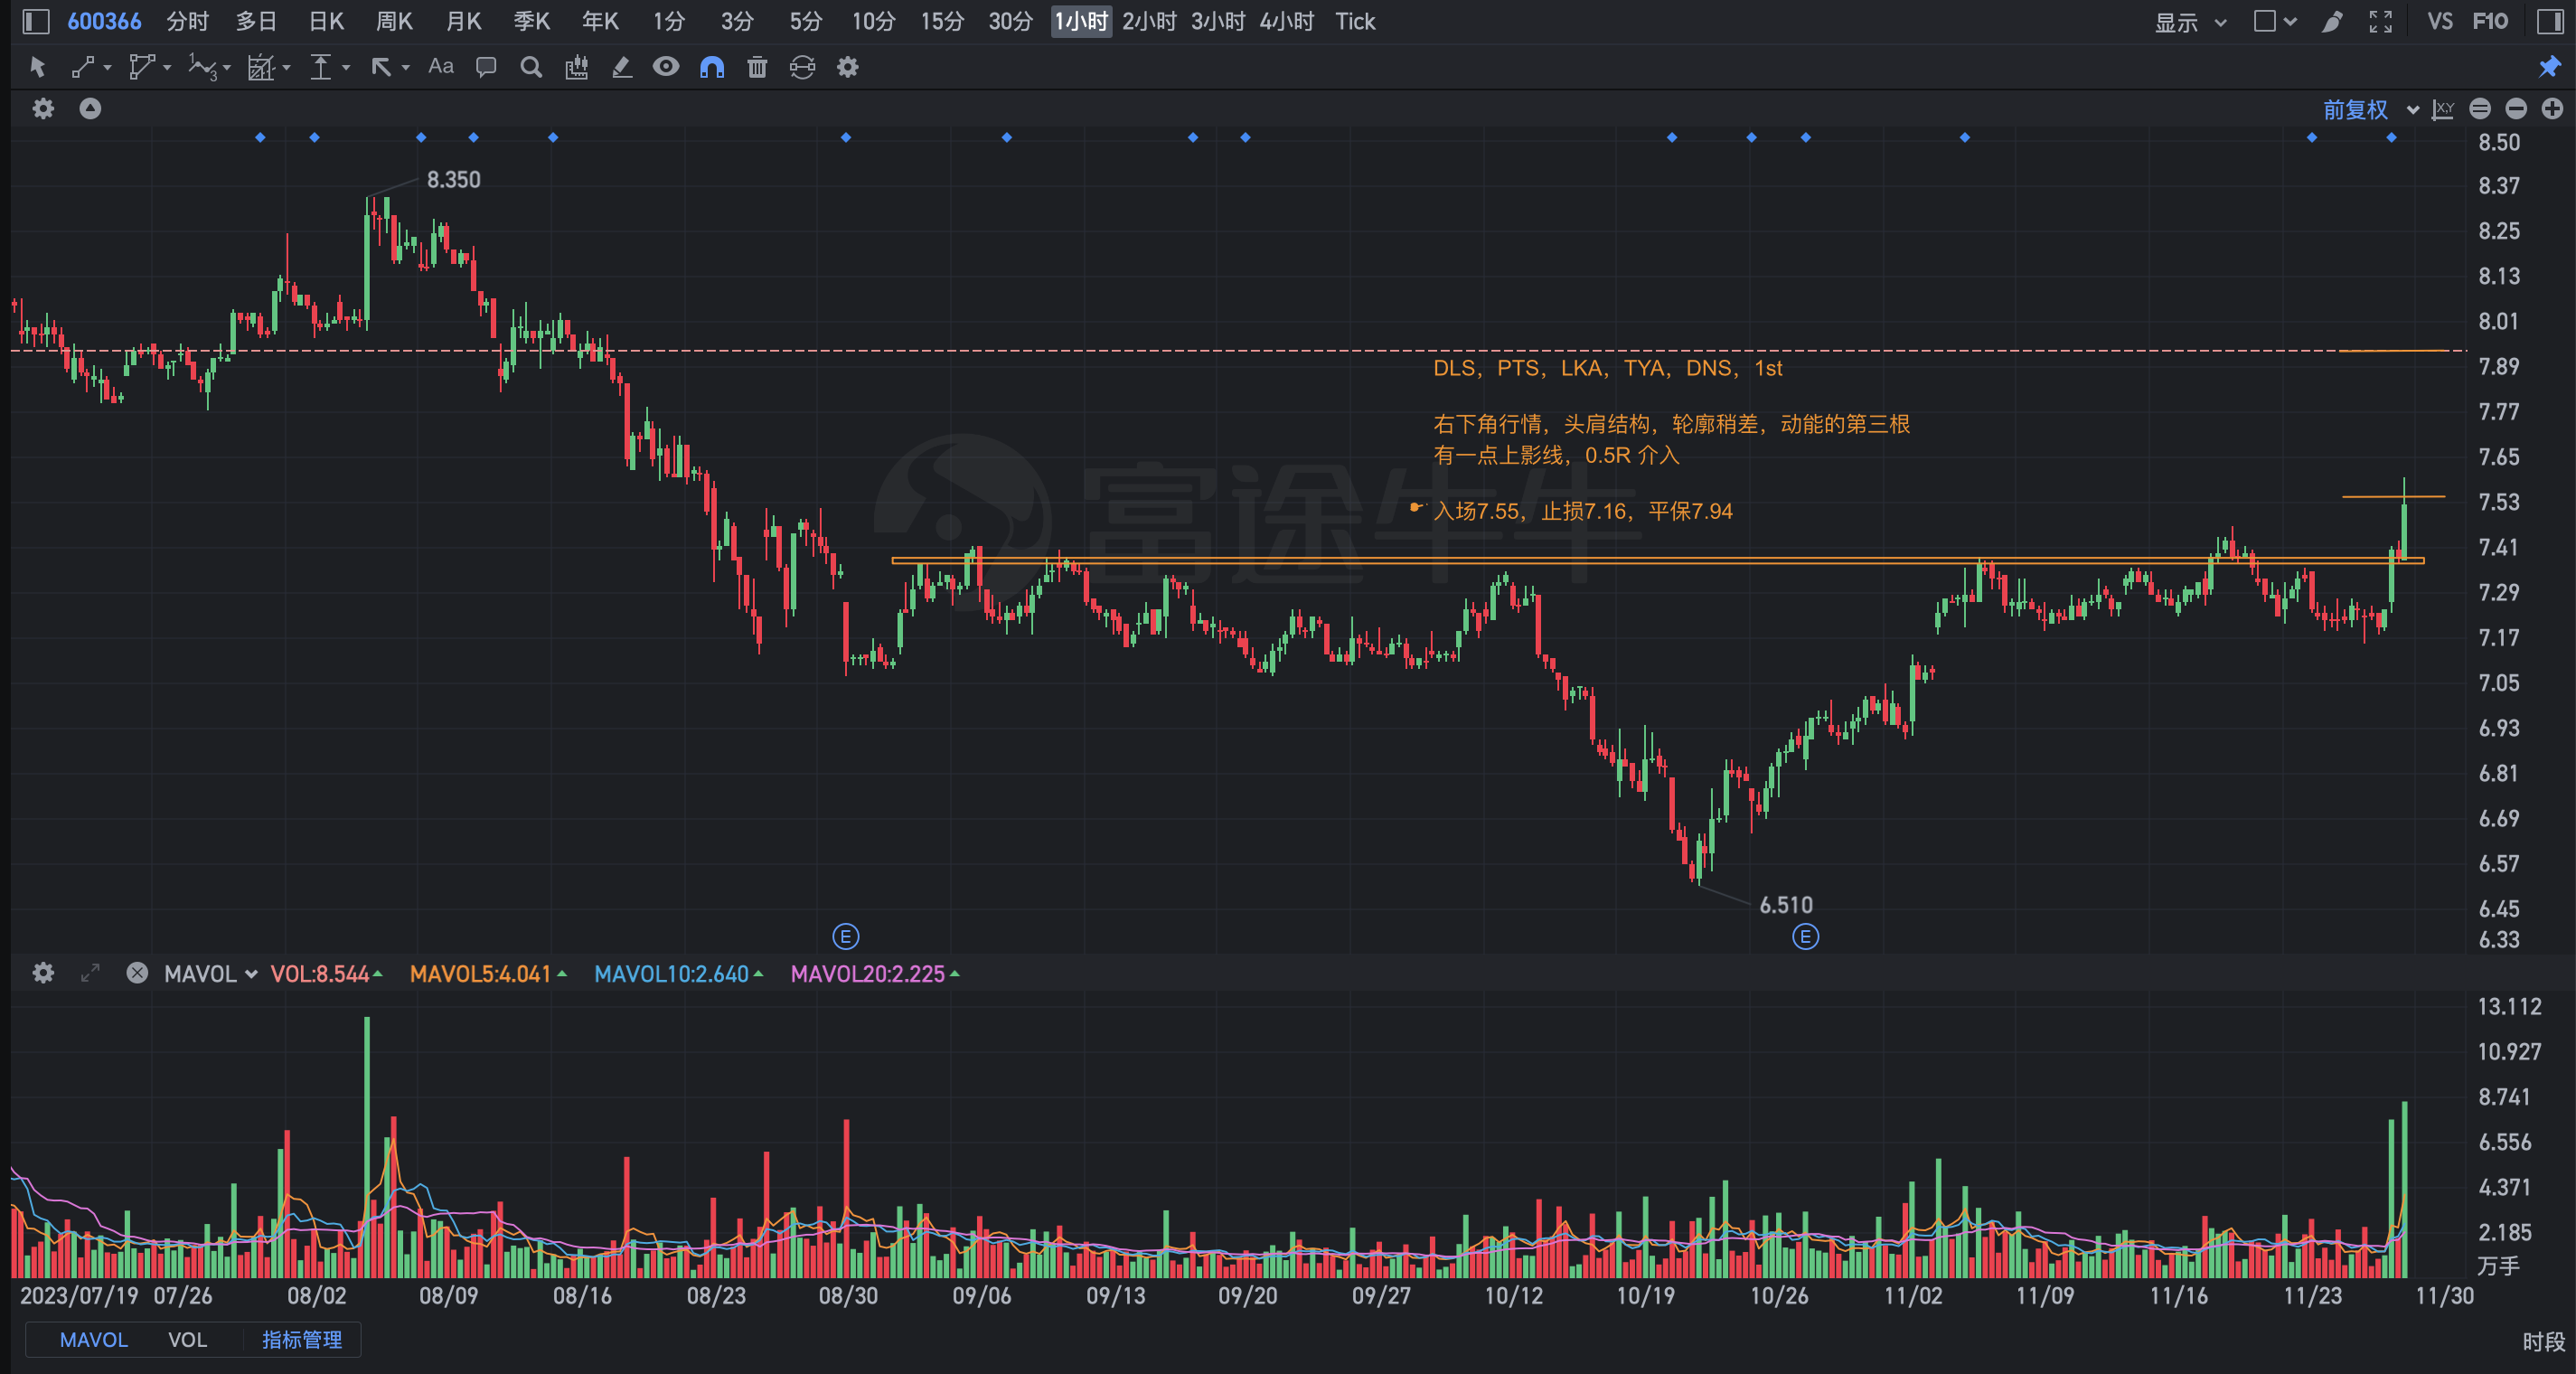 600366 分时 多日 日K 周K 月K 季K 年K 1分 3分 5分 10分 15分 30分 1小时 2小时 3小时 4小时 Tick 显示 VS F10
Aa
前复权 X,Y
8.50
8.350
8.37
8.25
8.13
8.01
7.89
DLS，PTS，LKA，TYA，DNS，1st
7.77
右下角行情，头肩结构，轮廓稍差，动能的第三根
有一点上影线，0.5R 介入
7.65
富途牛牛
7.53
入场7.55，止损7.16，平保7.94
7.41
7.29
7.17
7.05
6.93
6.81
6.69
6.57
6.510
6.45
E E
6.33
MAVOL VOL:8.544 MAVOL5:4.041 MAVOL10:2.640 MAVOL20:2.225
13.112
10.927
8.741
6.556
4.371
2.185
万手
2023/07/19 07/26 08/02 08/09 08/16 08/23 08/30 09/06 09/13 09/20 09/27 10/12 10/19 10/26 11/02 11/09 11/16 11/23 11/30
MAVOL VOL 指标管理 时段